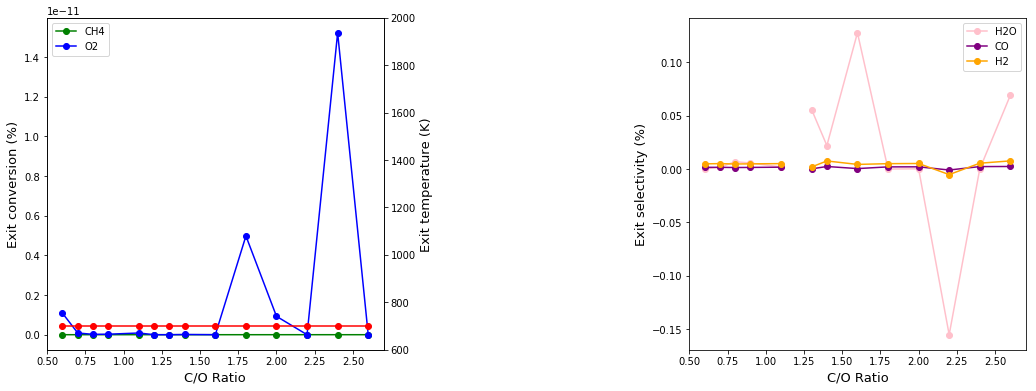 1e−11
CH4
O2
1.4
1.2
1.0
0.8
0.6
0.4
0.2
0.0
Exit conversion (%)
0.50 0.75 1.00 1.25 1.50 1.75 2.00 2.25 2.50
C/O Ratio
2000
1800
1600
1400
1200
1000
800
600
Exit temperature (K)
H2O
CO
H2
0.10
0.05
0.00
−0.05
−0.10
−0.15
Exit selectivity (%)
0.50 0.75 1.00 1.25 1.50 1.75 2.00 2.25 2.50
C/O Ratio